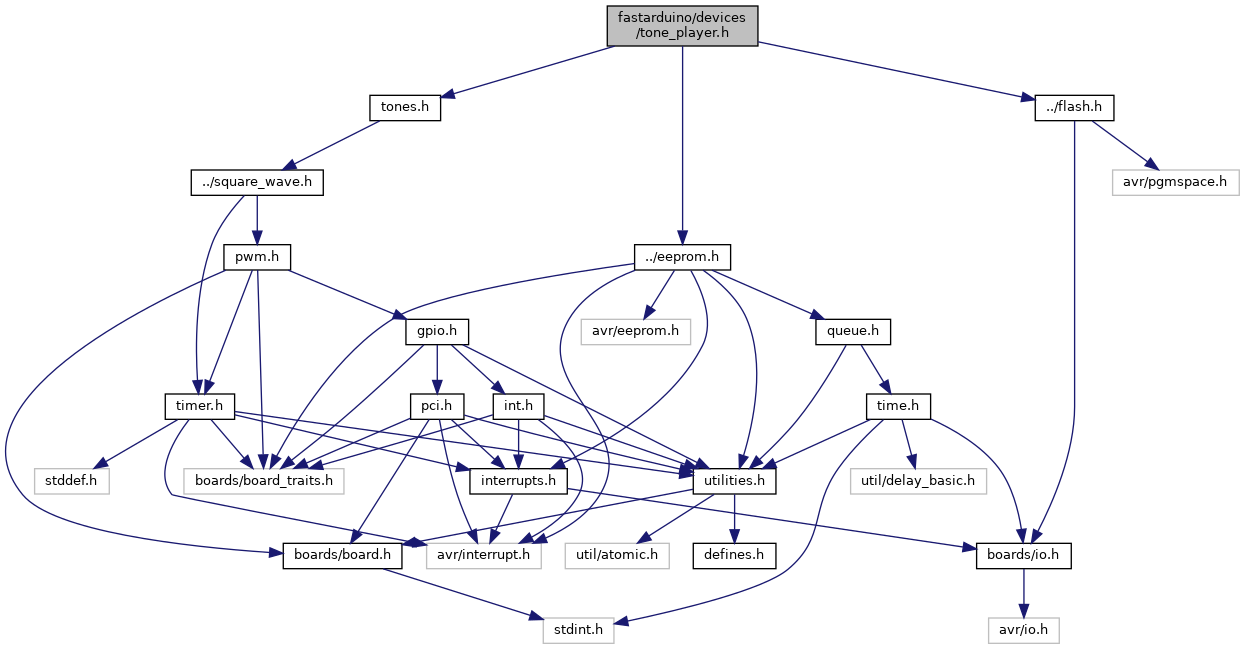 fastarduino/devices
/tone_player.h
tones.h
../flash.h
../square_wave.h
avr/pgmspace.h
pwm.h
../eeprom.h
gpio.h
avr/eeprom.h
queue.h
timer.h
pci.h
int.h
time.h
stddef.h
boards/board_traits.h
interrupts.h
utilities.h
util/delay_basic.h
boards/board.h
avr/interrupt.h
util/atomic.h
defines.h
boards/io.h
stdint.h
avr/io.h